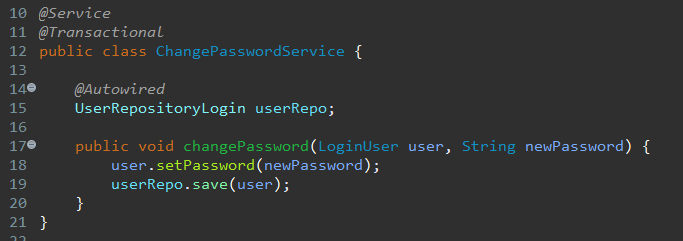 10 @Service
11 @Transactional
12 public class ChangePasswordService {
13
14 @Autowired
15 UserRepositoryLogin userRepo;
16
17 public void changePassword(LoginUser user, String newPassword) {
18 user.setPassword(newPassword);
19 userRepo.save(user);
20 }
21 }